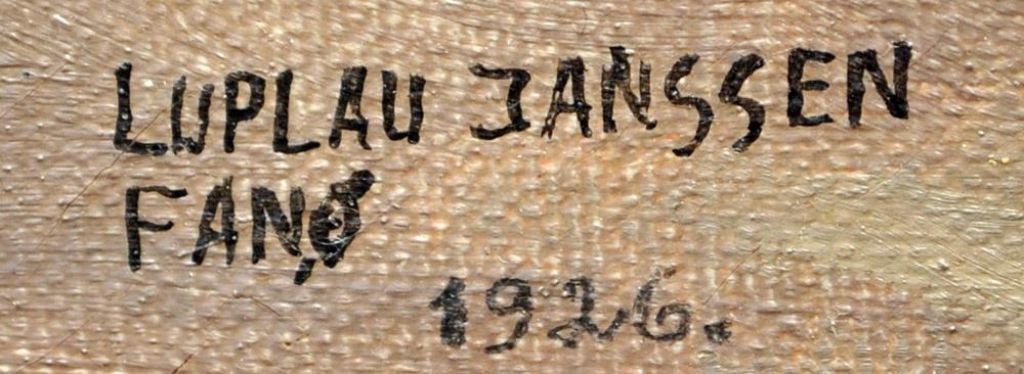 LUPLAU JANSSEN
FANØ
1926.